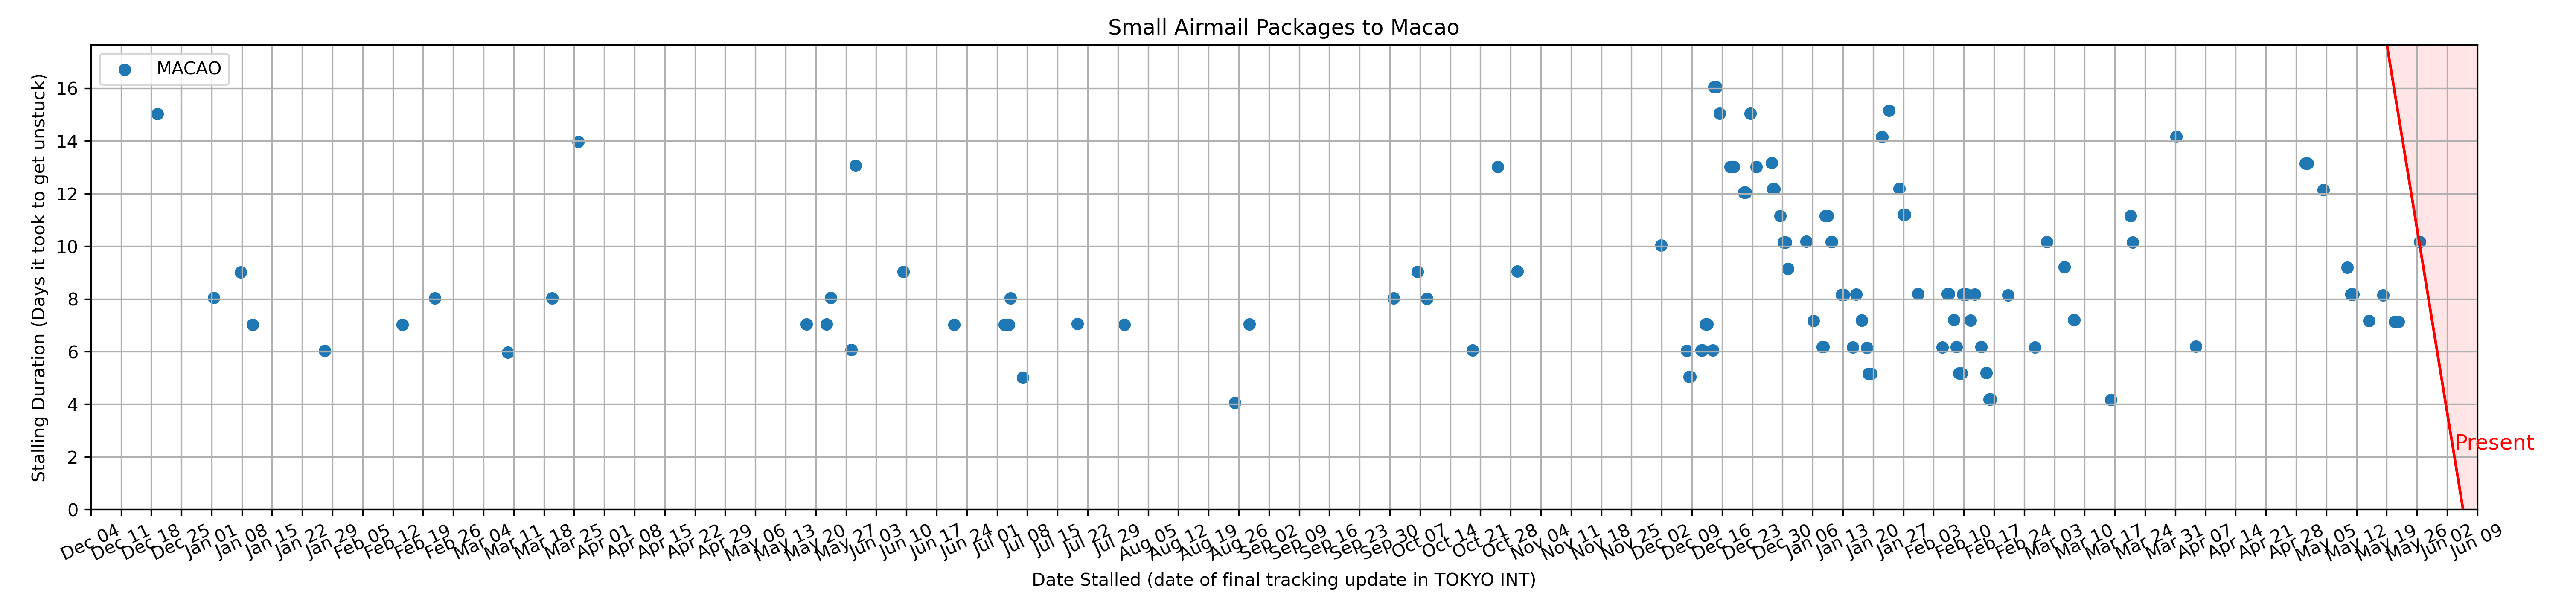 Small Airmail Packages to Macao
MACAO
Stalling Duration (Days it took to get unstuck)
16
14
12
10
8
6
4
2
0
Present
Dec 04
Dec 11
Dec 18
Dec 25
Jan 01
Jan 08
Jan 15
Jan 22
Jan 29
Feb 05
Feb 12
Feb 19
Feb 26
Mar 04
Mar 11
Mar 18
Mar 25
Apr 01
Apr 08
Apr 15
Apr 22
Apr 29
May 06
May 13
May 20
May 27
Jun 03
Jun 10
Jun 17
Jun 24
Jul 01
Jul 08
Jul 15
Jul 22
Jul 29
Aug 05
Aug 12
Aug 19
Aug 26
Sep 02
Sep 09
Sep 16
Sep 23
Sep 30
Oct 07
Oct 14
Oct 21
Oct 28
Nov 04
Nov 11
Nov 18
Nov 25
Dec 02
Dec 09
Dec 16
Dec 23
Dec 30
Jan 06
Jan 13
Jan 20
Jan 27
Feb 03
Feb 10
Feb 17
Feb 24
Mar 03
Mar 10
Mar 17
Mar 24
Mar 31
Apr 07
Apr 14
Apr 21
Apr 28
May 05
May 12
May 19
May 26
Jun 02
Jun 09
Date Stalled (date of final tracking update in TOKYO INT)